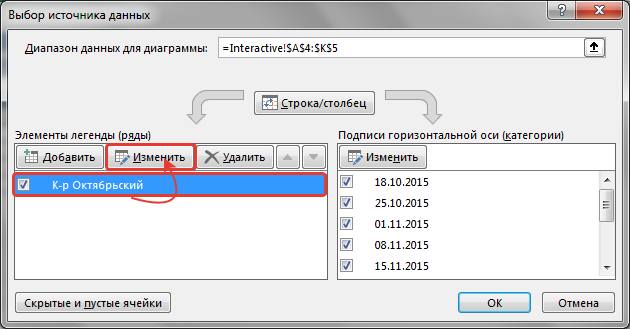 Выбор источника данных
Диапазон данных для диаграммы: =Interactive!$A$4:$K$5
Строка/столбец
Элементы легенды (ряды)
Добавить Изменить Удалить
К-р Октябрьский
Подписи горизонтальной оси (категории)
Изменить
18.10.2015
25.10.2015
01.11.2015
08.11.2015
15.11.2015
Скрытые и пустые ячейки
ОК Отмена